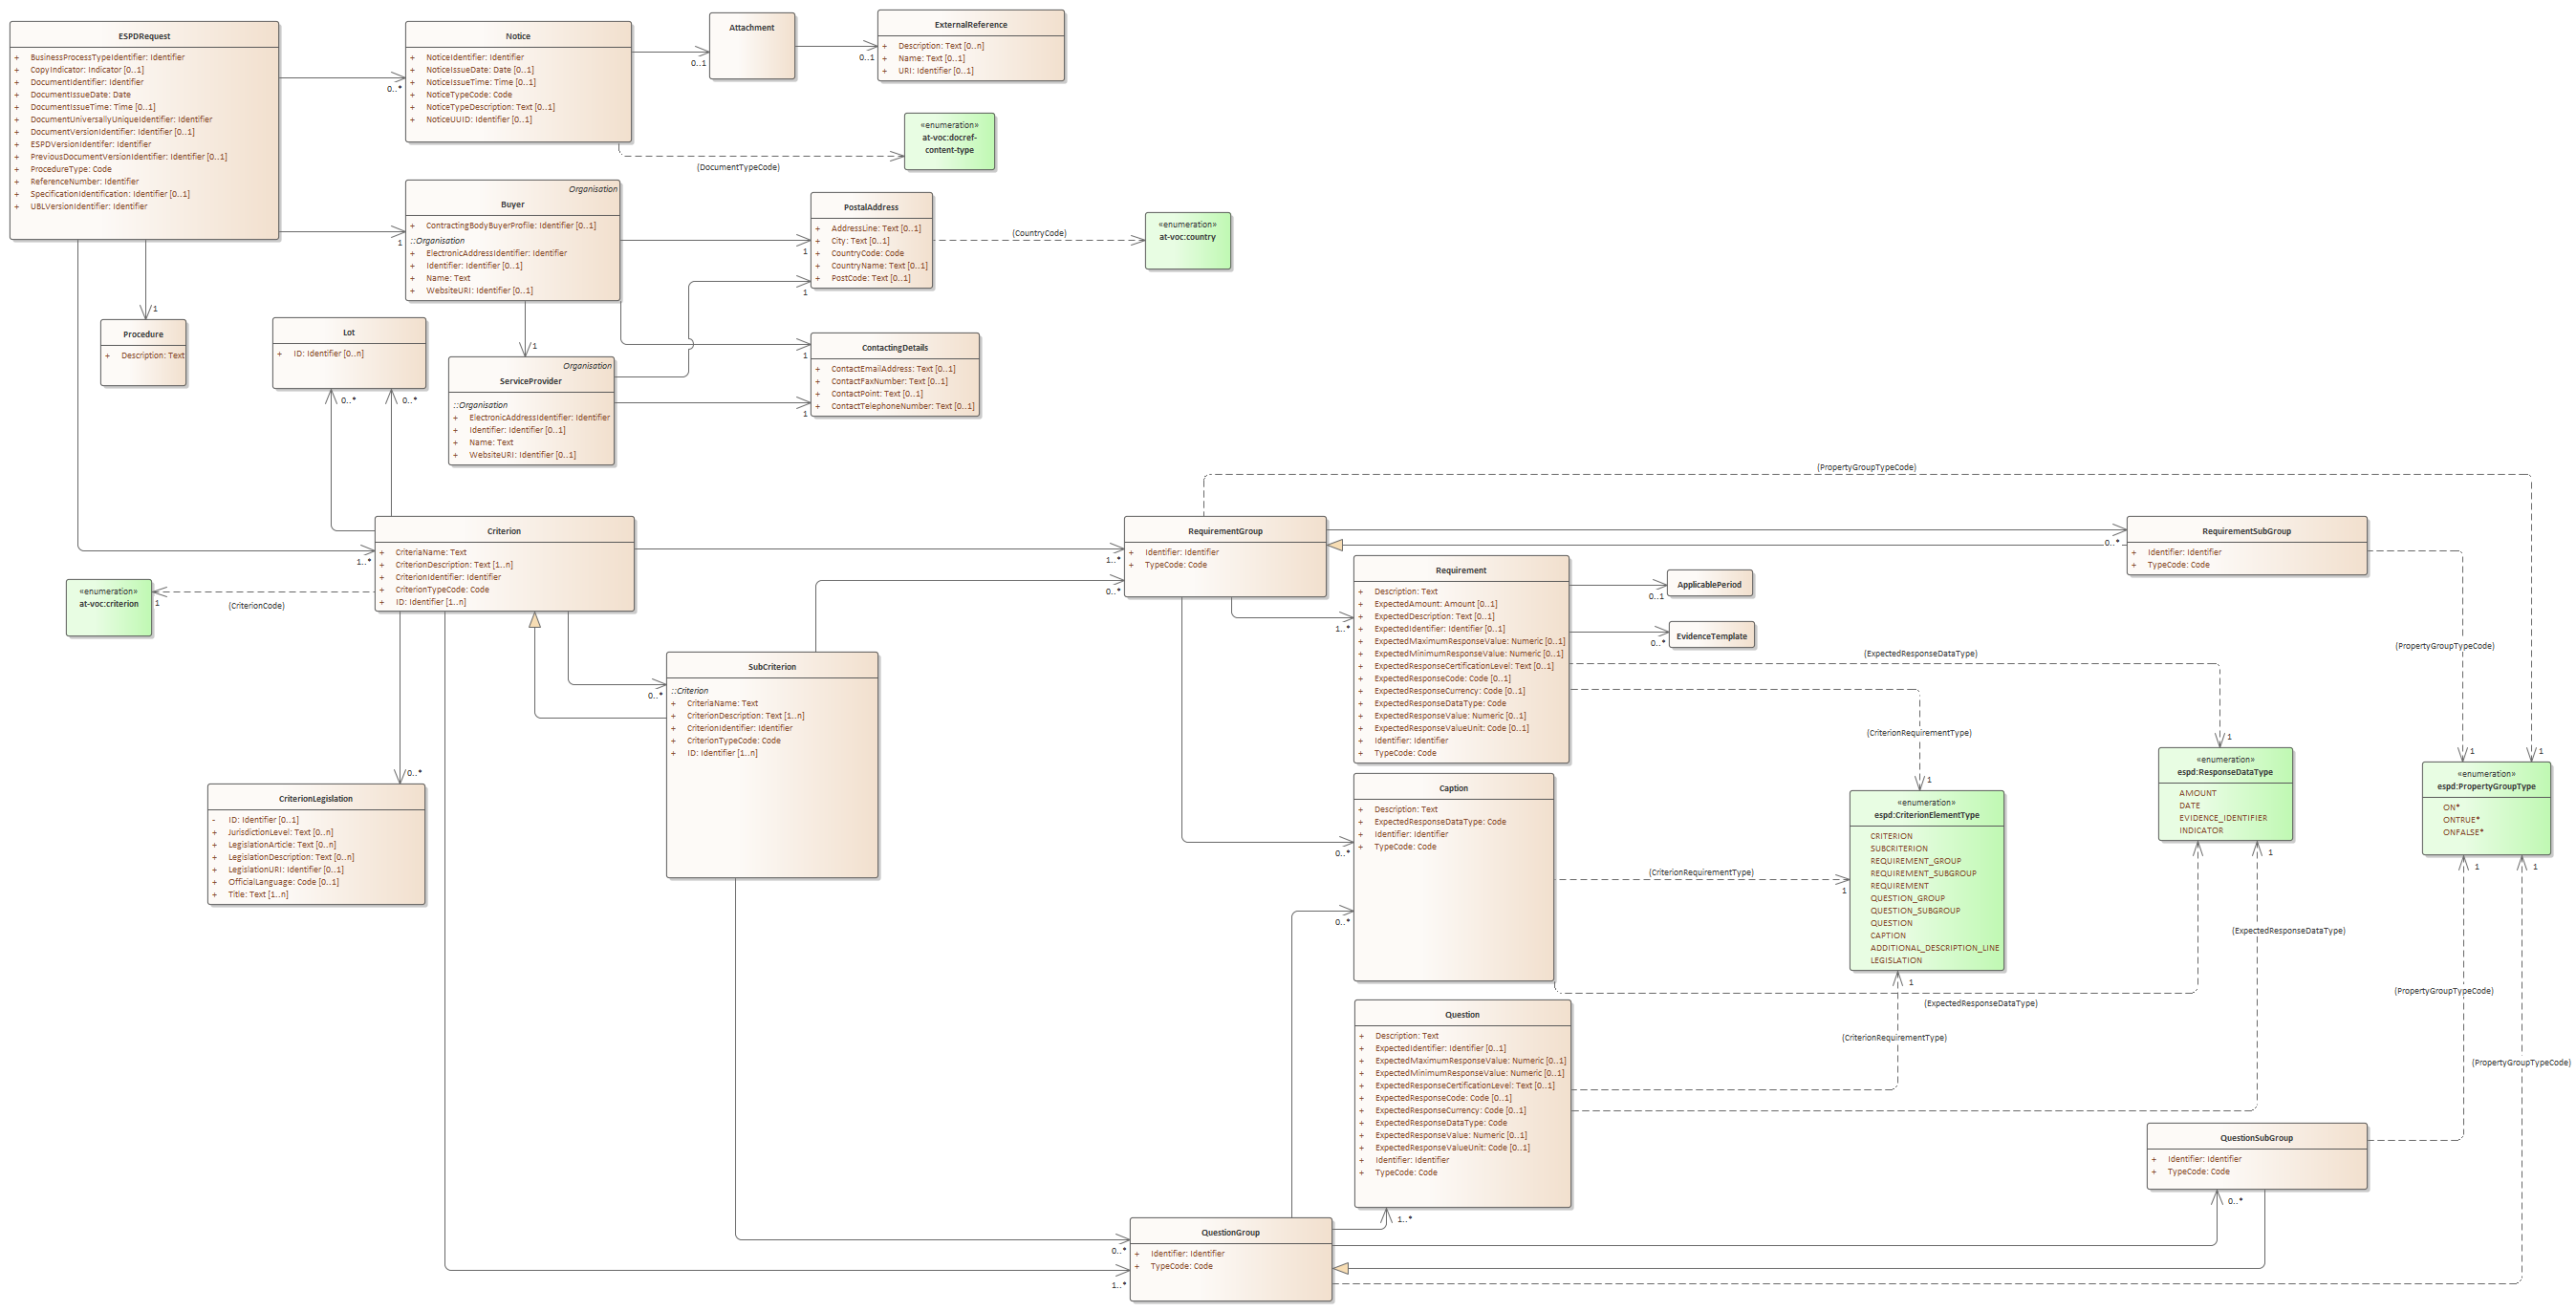 ESPDRequest
+ BusinessProcessTypeIdentifier: Identifier
+ CopyIndicator: Indicator [0..1]
+ DocumentIdentifier: Identifier
+ DocumentIssueDate: Date
+ DocumentIssueTime: Time [0..1]
+ DocumentUniversallyUniqueIdentifier: Identifier
+ DocumentVersionIdentifier: Identifier [0..1]
+ ESPDVersionIdentifer: Identifier
+ PreviousDocumentVersionIdentifier: Identifier [0..1]
+ ProcedureType: Code
+ ReferenceNumber: Identifier
+ SpecificationIdentification: Identifier [0..1]
+ UBLVersionIdentifier: Identifier
0..*
1
1
1..*
Notice
+ NoticeIdentifier: Identifier
+ NoticeIssueDate: Date [0..1]
+ NoticeIssueTime: Time [0..1]
+ NoticeTypeCode: Code
+ NoticeTypeDescription: Text [0..1]
+ NoticeUUID: Identifier [0..1]
0..1
Attachment
0..1
ExternalReference
+ Description: Text [0..n]
+ Name: Text [0..1]
+ URI: Identifier [0..1]
(DocumentTypeCode)
«enumeration»
at-voc:docref-
content-type
Organisation
Buyer
+ ContractingBodyBuyerProfile: Identifier [0..1]
::Organisation
+ ElectronicAddressIdentifier: Identifier
+ Identifier: Identifier [0..1]
+ Name: Text
+ WebsiteURI: Identifier [0..1]
1
1
1
PostalAddress
+ AddressLine: Text [0..1]
+ City: Text [0..1]
+ CountryCode: Code
+ CountryName: Text [0..1]
+ PostCode: Text [0..1]
(CountryCode)
«enumeration»
at-voc:country
Procedure
+ Description: Text
Lot
+ ID: Identifier [0..n]
0..*
0..*
Organisation
ServiceProvider
::Organisation
+ ElectronicAddressIdentifier: Identifier
+ Identifier: Identifier [0..1]
+ Name: Text
+ WebsiteURI: Identifier [0..1]
1
1
ContactingDetails
+ ContactEmailAddress: Text [0..1]
+ ContactFaxNumber: Text [0..1]
+ ContactPoint: Text [0..1]
+ ContactTelephoneNumber: Text [0..1]
Criterion
+ CriteriaName: Text
+ CriterionDescription: Text [1..n]
+ CriterionIdentifier: Identifier
+ CriterionTypeCode: Code
+ ID: Identifier [1..n]
«enumeration»
at-voc:criterion
1
(CriterionCode)
0..*
SubCriterion
::Criterion
+ CriteriaName: Text
+ CriterionDescription: Text [1..n]
+ CriterionIdentifier: Identifier
+ CriterionTypeCode: Code
+ ID: Identifier [1..n]
0..*
CriterionLegislation
- ID: Identifier [0..1]
+ JurisdictionLevel: Text [0..n]
+ LegislationArticle: Text [0..n]
+ LegislationDescription: Text [0..n]
+ LegislationURI: Identifier [0..1]
+ OfficialLanguage: Code [0..1]
+ Title: Text [1..n]
1..*
0..*
RequirementGroup
+ Identifier: Identifier
+ TypeCode: Code
(PropertyGroupTypeCode)
0..*
RequirementSubGroup
+ Identifier: Identifier
+ TypeCode: Code
(PropertyGroupTypeCode)
1..*
Requirement
+ Description: Text
+ ExpectedAmount: Amount [0..1]
+ ExpectedDescription: Text [0..1]
+ ExpectedIdentifier: Identifier [0..1]
+ ExpectedMaximumResponseValue: Numeric [0..1]
+ ExpectedMinimumResponseValue: Numeric [0..1]
+ ExpectedResponseCertificationLevel: Text [0..1]
+ ExpectedResponseCode: Code [0..1]
+ ExpectedResponseCurrency: Code [0..1]
+ ExpectedResponseDataType: Code
+ ExpectedResponseValue: Numeric [0..1]
+ ExpectedResponseValueUnit: Code [0..1]
+ Identifier: Identifier
+ TypeCode: Code
0..1
ApplicablePeriod
0..*
EvidenceTemplate
(ExpectedResponseDataType)
(CriterionRequirementType)
0..*
0..*
Caption
+ Description: Text
+ ExpectedResponseDataType: Code
+ Identifier: Identifier
+ TypeCode: Code
(CriterionRequirementType)
1
1
1
«enumeration»
espd:CriterionElementType
CRITERION
SUBCRITERION
REQUIREMENT_GROUP
REQUIREMENT_SUBGROUP
REQUIREMENT
QUESTION_GROUP
QUESTION_SUBGROUP
QUESTION
CAPTION
ADDITIONAL_DESCRIPTION_LINE
LEGISLATION
1
«enumeration»
espd:ResponseDataType
AMOUNT
DATE
EVIDENCE_IDENTIFIER
INDICATOR
1
1
1
«enumeration»
espd:PropertyGroupType
ON*
ONTRUE*
ONFALSE*
1
1
(ExpectedResponseDataType)
(ExpectedResponseDataType)
(CriterionRequirementType)
(PropertyGroupTypeCode)
(PropertyGroupTypeCode)
Question
+ Description: Text
+ ExpectedIdentifier: Identifier [0..1]
+ ExpectedMaximumResponseValue: Numeric [0..1]
+ ExpectedMinimumResponseValue: Numeric [0..1]
+ ExpectedResponseCertificationLevel: Text [0..1]
+ ExpectedResponseCode: Code [0..1]
+ ExpectedResponseCurrency: Code [0..1]
+ ExpectedResponseDataType: Code
+ ExpectedResponseValue: Numeric [0..1]
+ ExpectedResponseValueUnit: Code [0..1]
+ Identifier: Identifier
+ TypeCode: Code
1..*
QuestionSubGroup
+ Identifier: Identifier
+ TypeCode: Code
0..*
QuestionGroup
+ Identifier: Identifier
+ TypeCode: Code
0..*
1..*